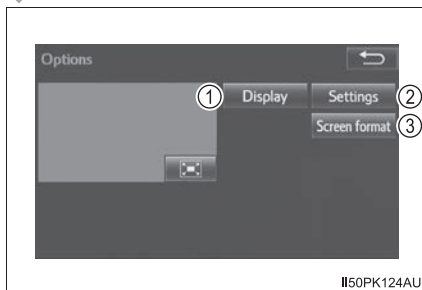 Options
① Display Settings ②
Screen format ③
II50PK124AU